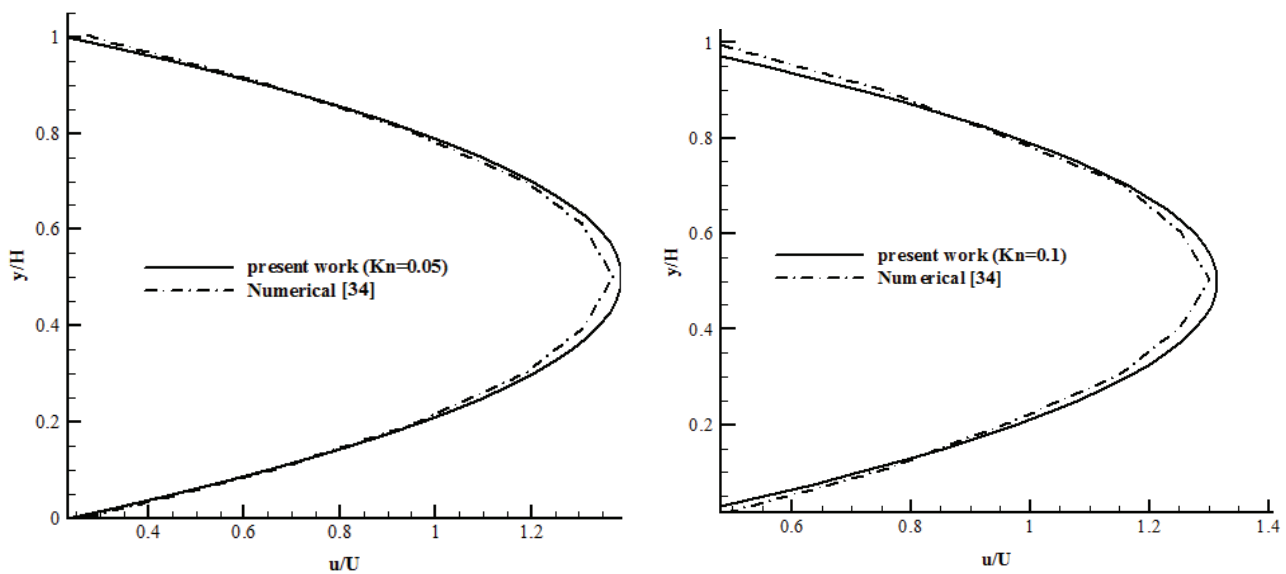 1
0.8
0.6
0.4
0.2
0
y/H
present work (Kn=0.05)
Numerical [34]
0.4
0.6
0.8
1
1.2
u/U
1
0.8
0.6
0.4
0.2
y/H
present work (Kn=0.1)
Numerical [34]
0.6
0.8
1
1.2
1.4
u/U